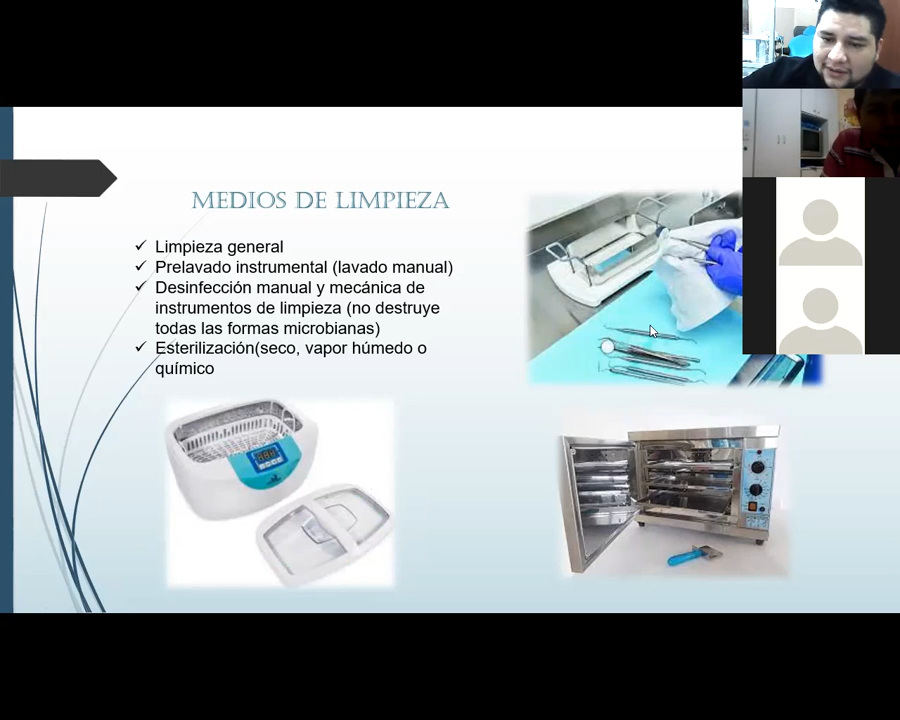 MEDIOS DE LIMPIEZA
Limpieza general
Prelavado instrumental (lavado manual)
Desinfección manual y mecánica de
instrumentos de limpieza (no destruye
todas las formas microbianas)
Esterilización(seco, vapor húmedo o
químico